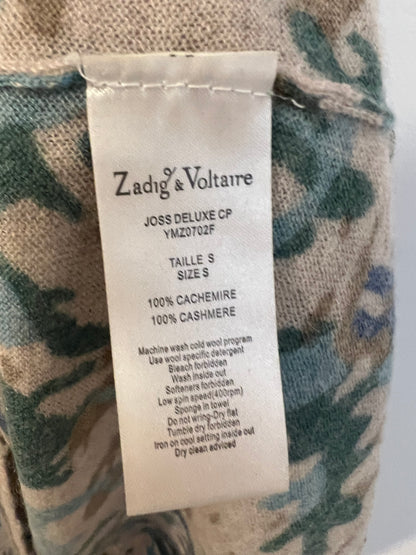 Zadig & Voltaire
JOSS DELUXE CP
YMZ0702F
TAILLE S
SIZE S
100% CACHEMIRE
100% CASHMERE
Machine wash cold wool program
Use wool specific detergent
Bleach forbidden
Wash inside out
Softeners forbidden
Low spin speed(400rpm)
Sponge in towel
Do not wring-Dry flat
Tumble dry forbidden
Iron on cool setting inside out
Dry clean adviced